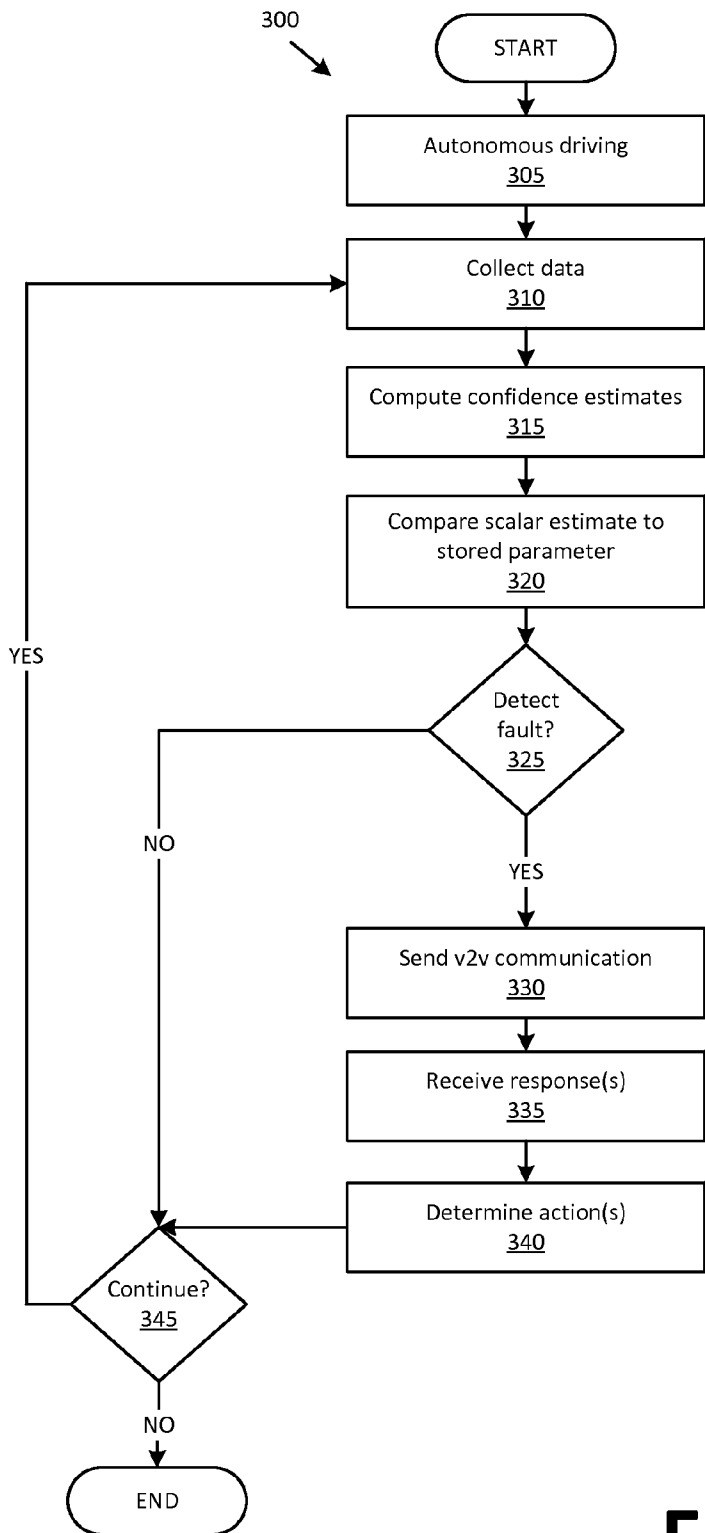 300
START
Autonomous driving
305
Collect data
310
Compute confidence estimates
315
Compare scalar estimate to
stored parameter
320
YES
Detect
fault?
325
NO
YES
Send v2v communication
330
Receive response(s)
335
Determine action(s)
340
Continue?
345
NO
END